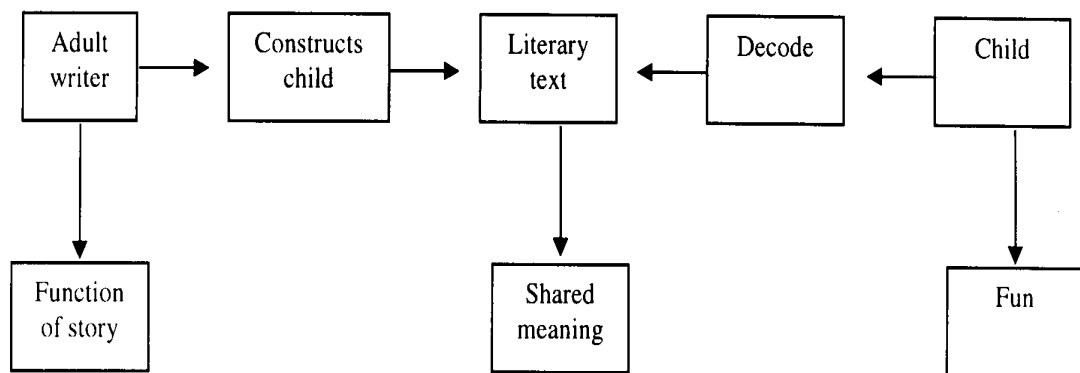 Adult
writer
Constructs
child
Literary
text
Decode
Child
Function
of story
Shared
meaning
Fun